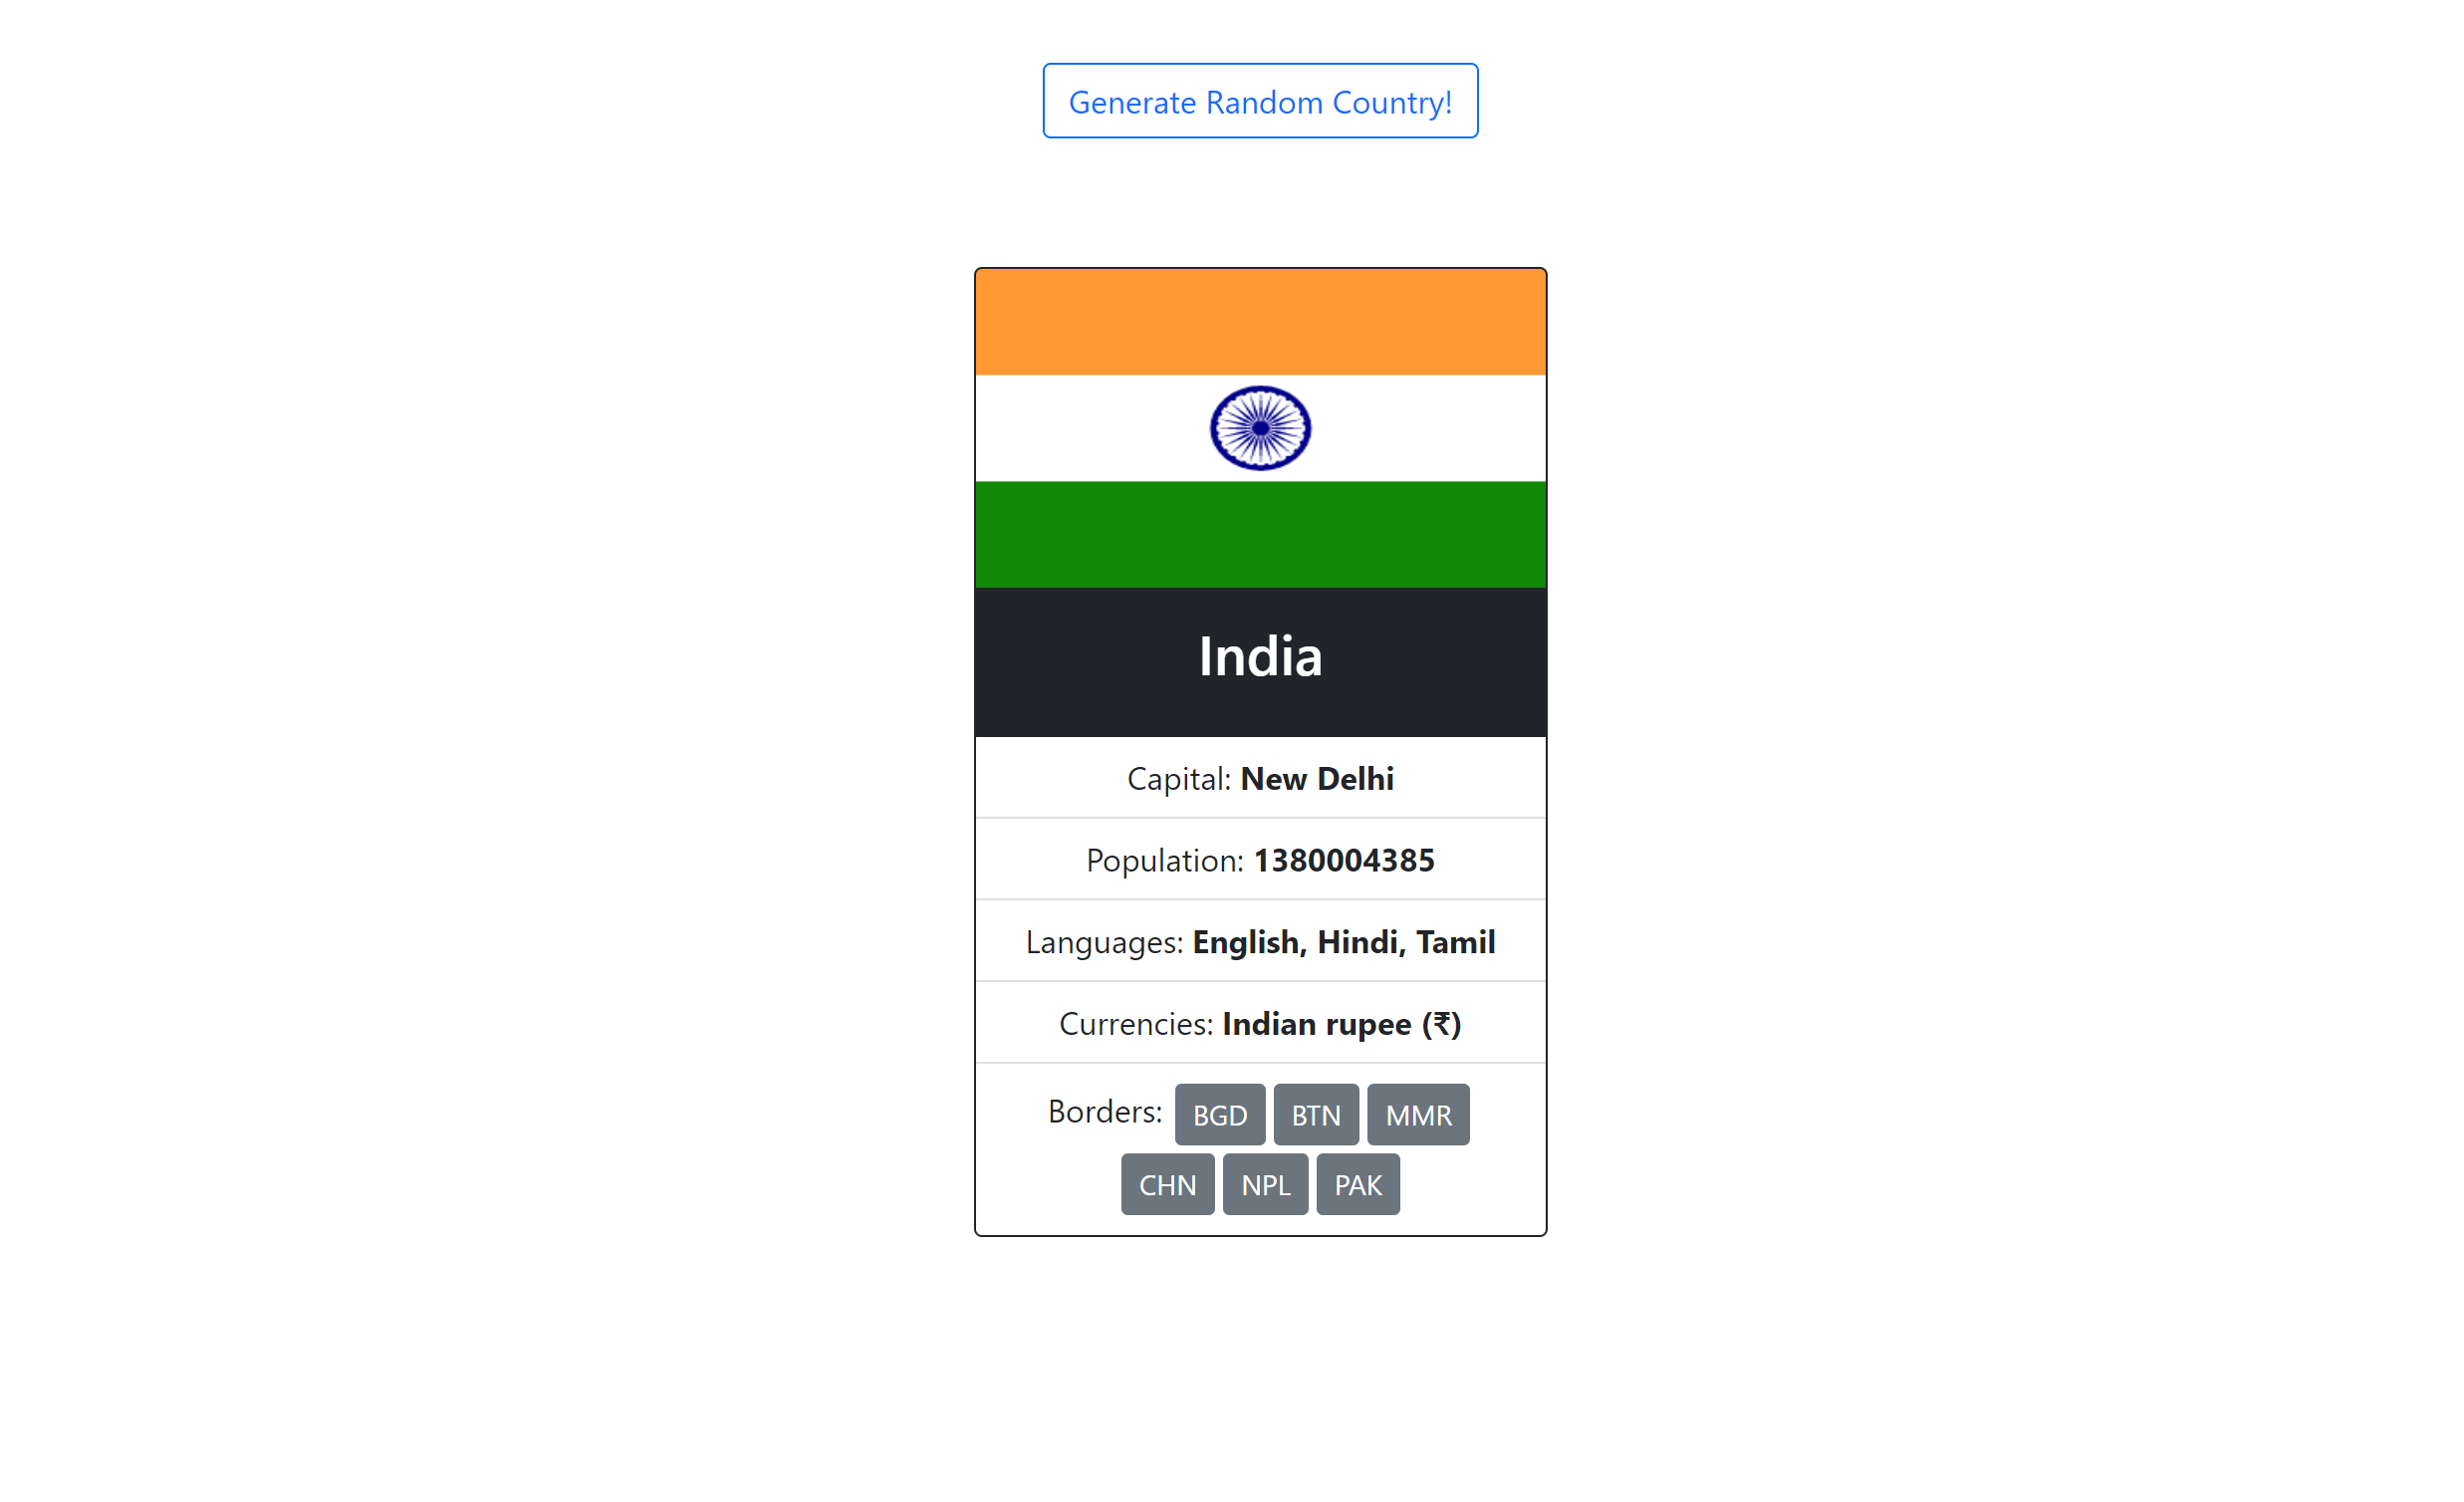 Generate Random Country!
India
Capital: New Delhi
Population: 1380004385
Languages: English, Hindi, Tamil
Currencies: Indian rupee (₹)
Borders: BGD BTN MMR
CHN NPL PAK